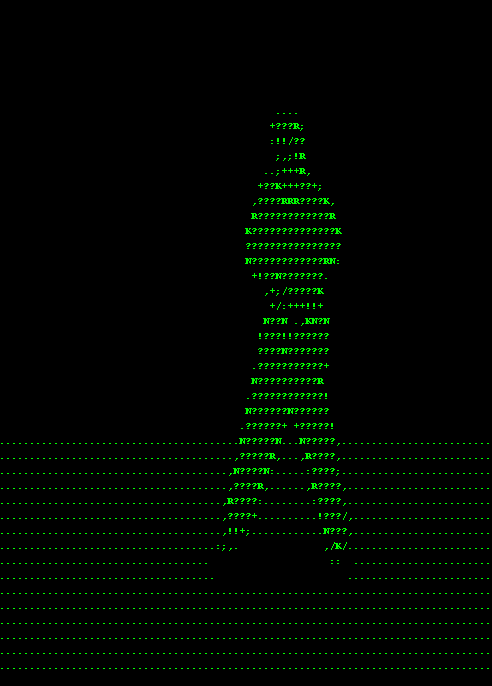 ....
+???R;
:!!/??
;,;!R
..;+++R,
+??K+++??+;
,????RRR????K,
R????????????R
K??????????????K
????????????????
N????????????RN:
+!??N???????.
,+;/?????K
+/:+++!!+
N??N .,KN?N
!???!!??????
????N???????
.???????????+
N??????????R
.????????????!
N??????N??????
.??????+ +?????!
........................................N?????N...N?????,.........................
.......................................,?????R,...,R????,.........................
......................................,N????N:.....:????;.........................
......................................,????R,......,R????,........................
.....................................,R????:........:????,........................
.....................................,????+..........!???/,.......................
.....................................,!!+;............N???,.......................
....................................:;,.              ,/K/........................
...................................                    ::  .......................
....................................                      ........................
..................................................................................
..................................................................................
..................................................................................
..................................................................................
..................................................................................
..................................................................................